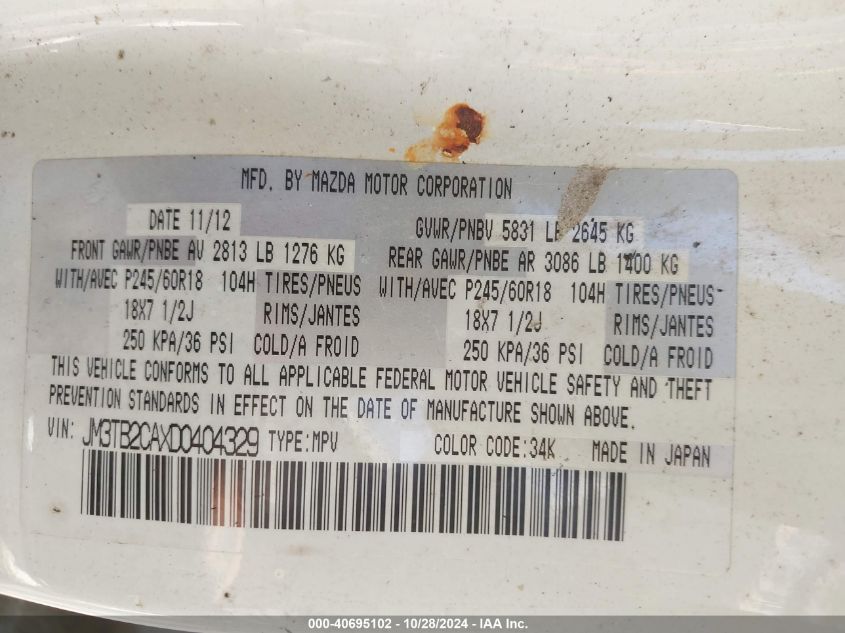 MFD. BY MAZDA MOTOR CORPORATION
DATE 11/12 GVWR/PNBV 5831 LB 2645 KG
FRONT GAWR/PNBE AV 2813 LB 1276 KG REAR GAWR/PNBE AR 3086 LB 1400 KG
WITH/AVEC P245/60R18 104H TIRES/PNEUS WITH/AVEC P245/60R18 104H TIRES/PNEUS
18X7 1/2J RIMS/JANTES 18X7 1/2J RIMS/JANTES
250 KPA/36 PSI COLD/A FROID 250 KPA/36 PSI COLD/A FROID
THIS VEHICLE CONFORMS TO ALL APPLICABLE FEDERAL MOTOR VEHICLE SAFETY AND THEFT
PREVENTION STANDARDS IN EFFECT ON THE DATE OF MANUFACTURE SHOWN ABOVE.
VIN: JM3TB2CAXD0404329 TYPE:MPV COLOR CODE:34K MADE IN JAPAN
000-40695102 - 10/28/2024 - IAA Inc.